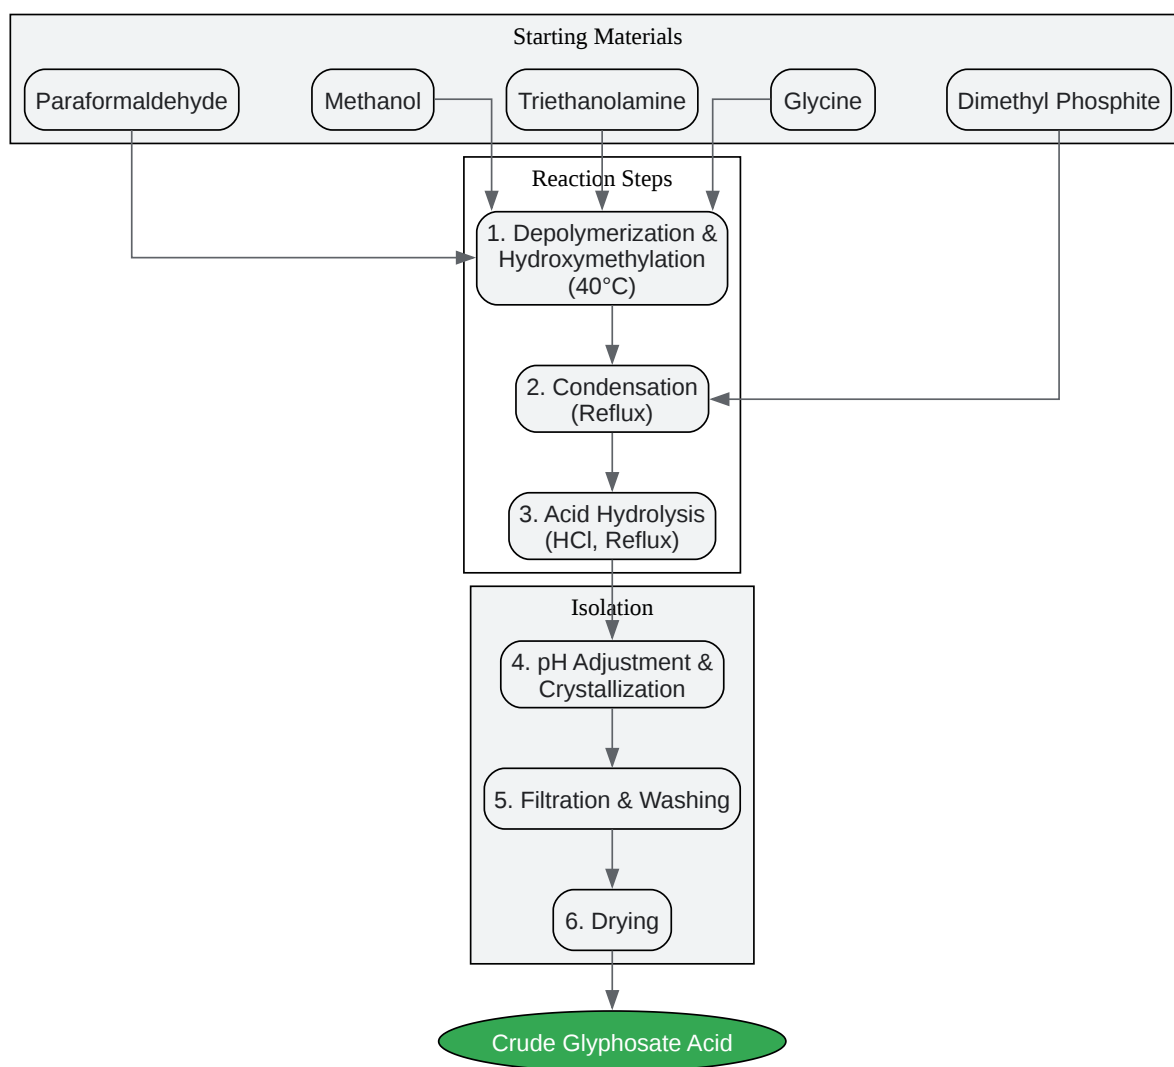 Starting Materials
Paraformaldehyde
Methanol
Triethanolamine
Glycine
Dimethyl Phosphite
Reaction Steps
1. Depolymerization &
Hydroxymethylation
(40°C)
2. Condensation
(Reflux)
3. Acid Hydrolysis
(HCl, Reflux)
Isolation
4. pH Adjustment &
Crystallization
5. Filtration & Washing
6. Drying
Crude Glyphosate Acid